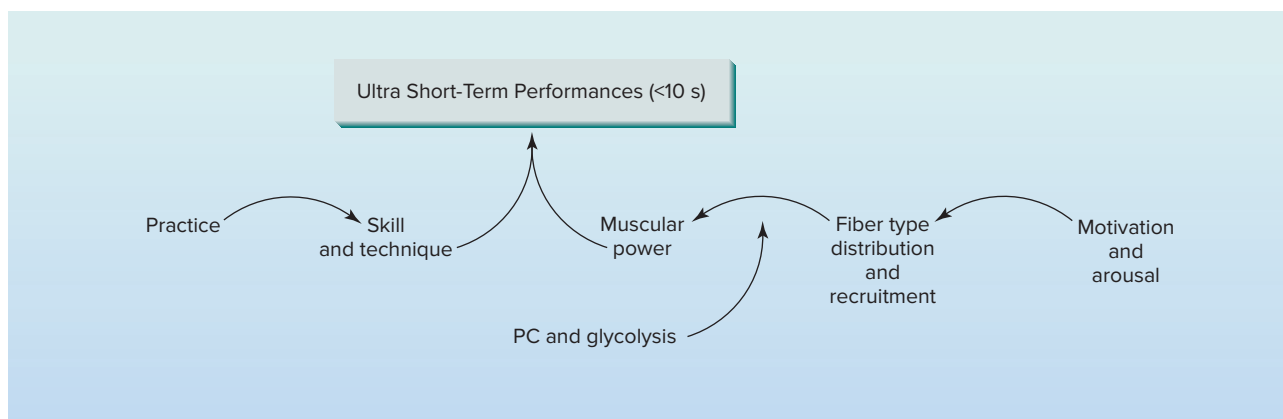 Ultra Short-Term Performances (<10 s)
Practice
Skill
and technique
Muscular
power
Fiber type
distribution
and
recruitment
Motivation
and
arousal
PC and glycolysis